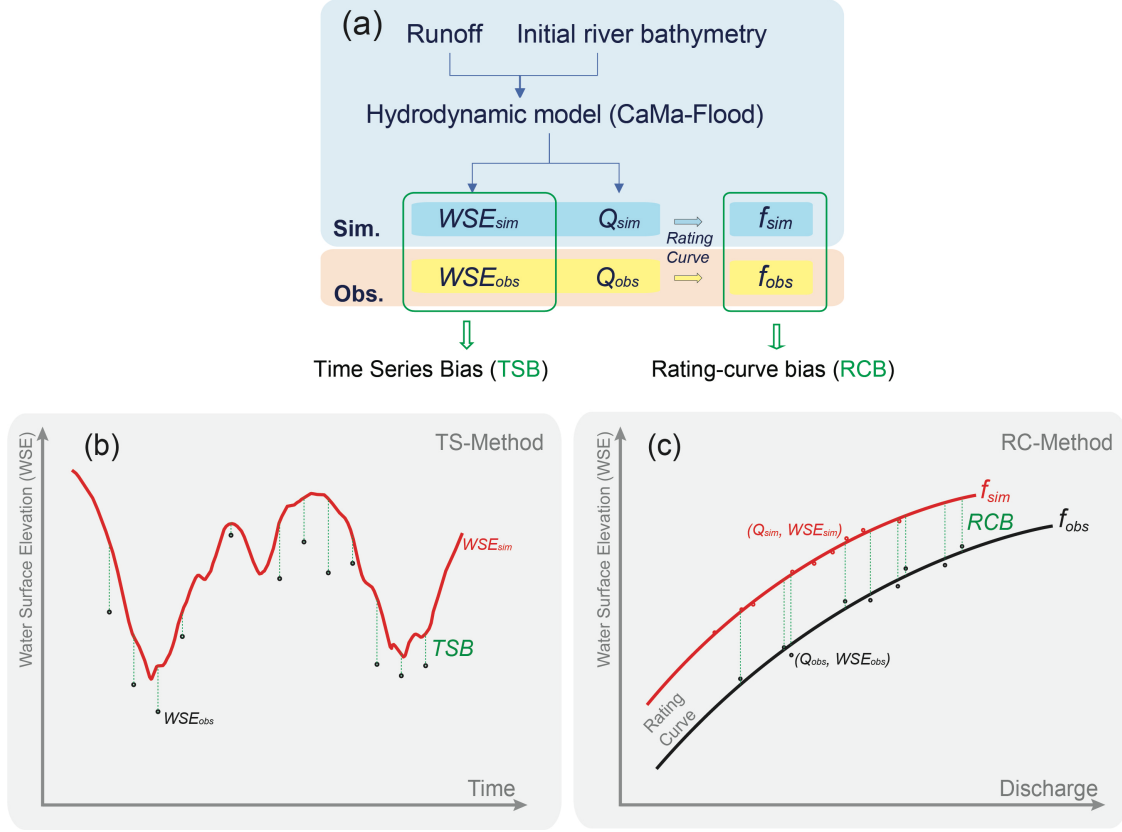 (a)
Runoff Initial river bathymetry
Hydrodynamic model (CaMa-Flood)
Sim. WSEsim Qsim fsim
Rating
Curve
Obs. WSEobs Qobs fobs
Time Series Bias (TSB)
Rating-curve bias (RCB)
(b)
TS-Method
Water Surface Elevation (WSE)
WSEsim
TSB
WSEobs
Time
(c)
RC-Method
Water Surface Elevation (WSE)
fsim
(Qsim, WSEsim)
RCB
fobs
(Qobs, WSEobs)
Rating
Curve
Discharge